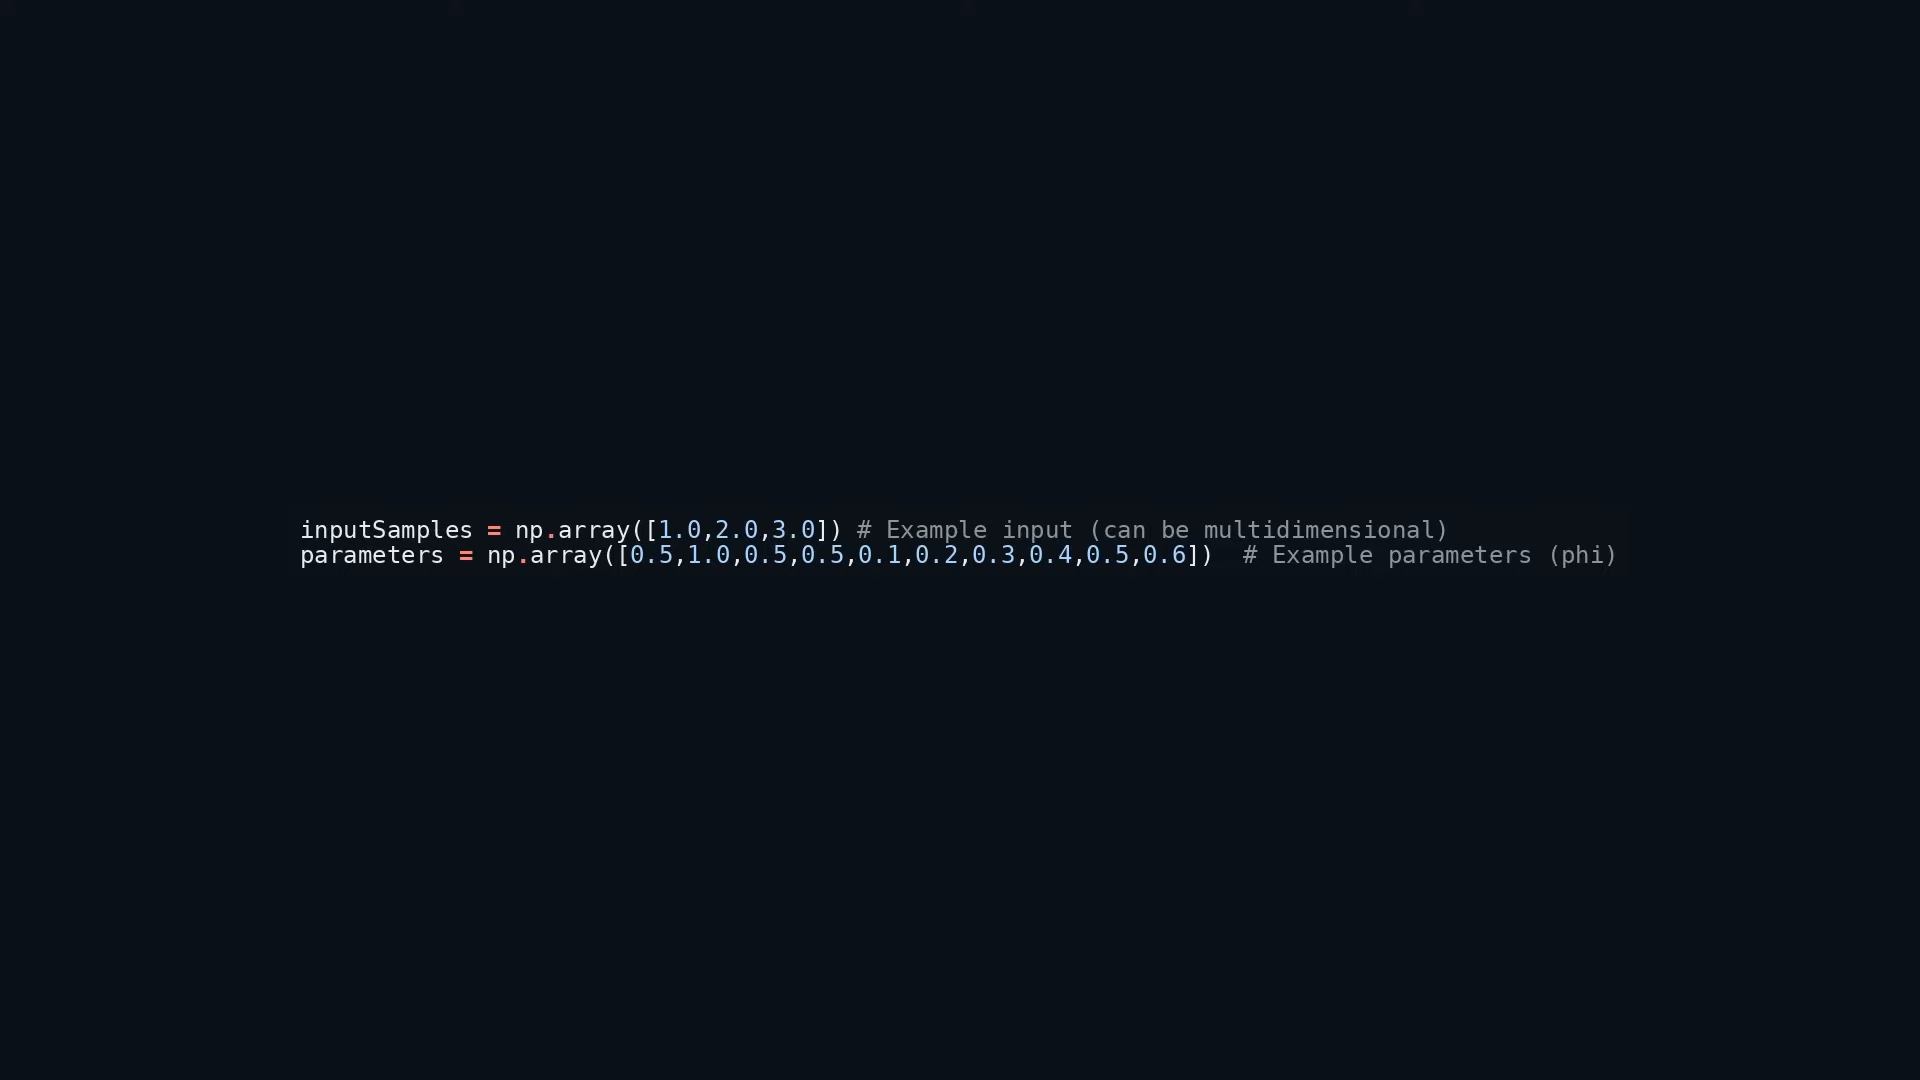 inputSamples = np.array([1.0,2.0,3.0]) # Example input (can be multidimensional)
parameters = np.array([0.5,1.0,0.5,0.5,0.1,0.2,0.3,0.4,0.5,0.6])  # Example parameters (phi)